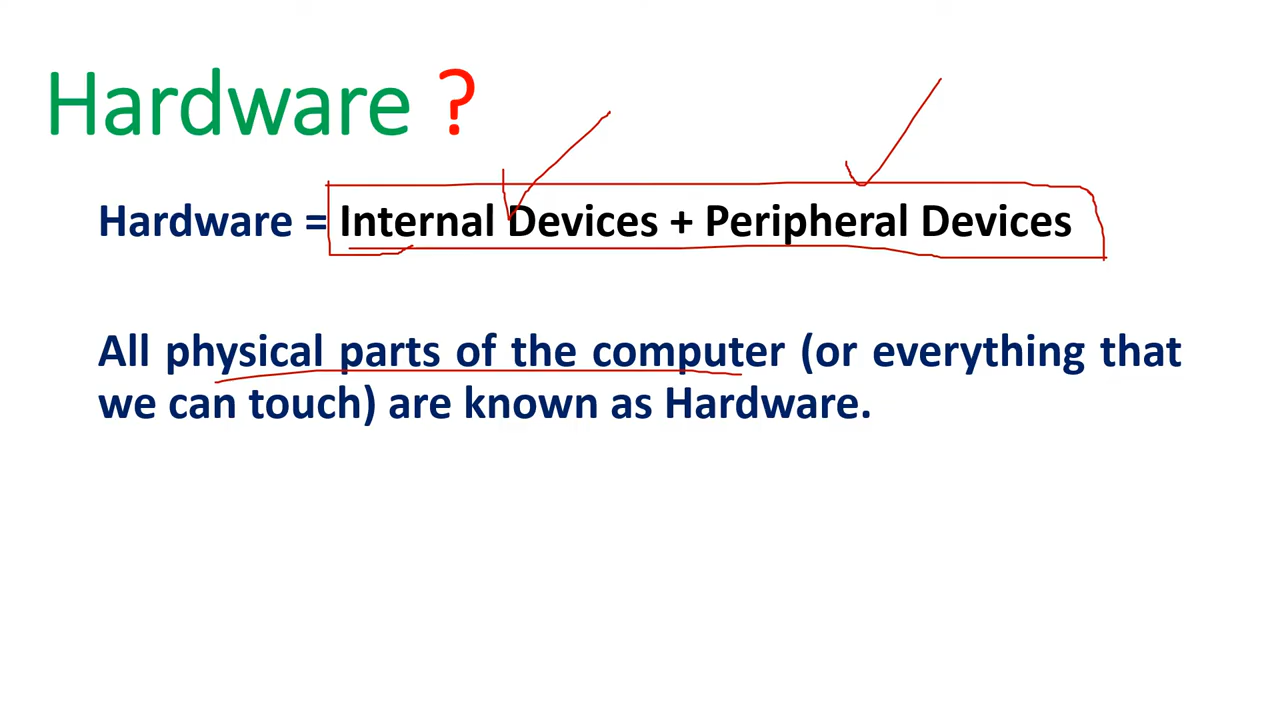 Hardware ?
Hardware = Internal Devices + Peripheral Devices
All physical parts of the computer (or everything that
we can touch) are known as Hardware.